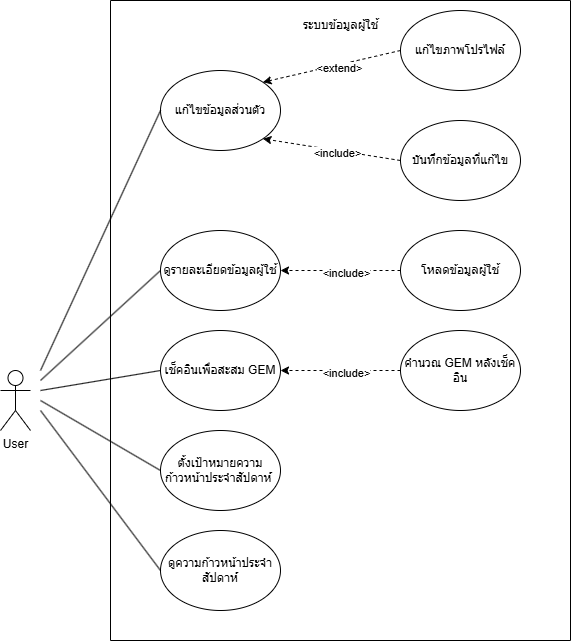 ระบบข้อมูลผู้ใช้
แก้ไขภาพโปรไฟล์
<extend>
แก้ไขข้อมูลส่วนตัว
<include>
บันทึกข้อมูลที่แก้ไข
ดูรายละเอียดข้อมูลผู้ใช้
<include>
โหลดข้อมูลผู้ใช้
เช็คอินเพื่อสะสม GEM
<include>
คำนวณ GEM หลังเช็ค
อิน
User
ตั้งเป้าหมายความ
ก้าวหน้าประจำสัปดาห์
ดูความก้าวหน้าประจำ
สัปดาห์